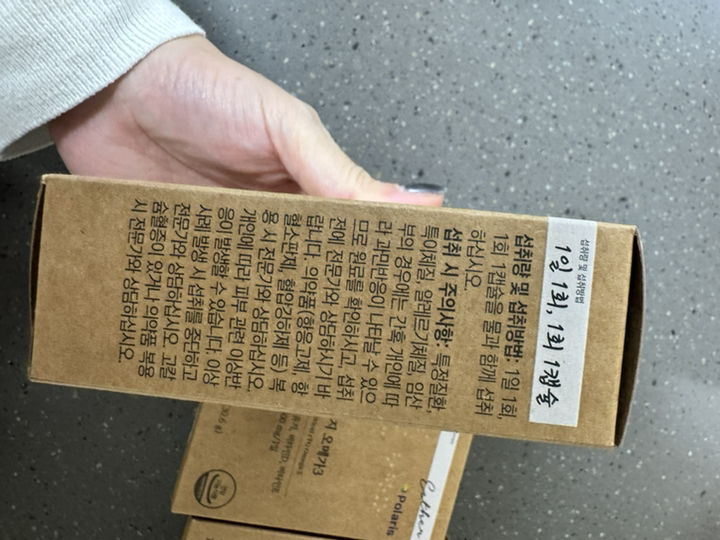 섭취량 및 섭취방법
1일 1회, 1회 1캡슐
섭취량 및 섭취방법: 1일 1회,
1회 1캡슐을 물과 함께 섭취
하십시오.
섭취 시 주의사항: 특정질환,
특이체질, 알레르기체질, 임산
부의 경우에는 간혹 개인에 따
라 과민반응이 나타날 수 있으
므로 원료를 확인하시고, 섭취
전에 전문가와 상담하시기 바
랍니다. 의약품(항응고제, 항
혈소판제, 혈압강하제 등) 복
용 시 전문가와 상담하십시오.
개인에 따라 피부 관련 이상반
응이 발생할 수 있습니다. 이상
사례 발생 시 섭취를 중단하고
전문가와 상담하십시오. 고칼
슘혈증이 있거나 의약품 복용
시 전문가와 상담하십시오.
Esther
Polaris
오메가3